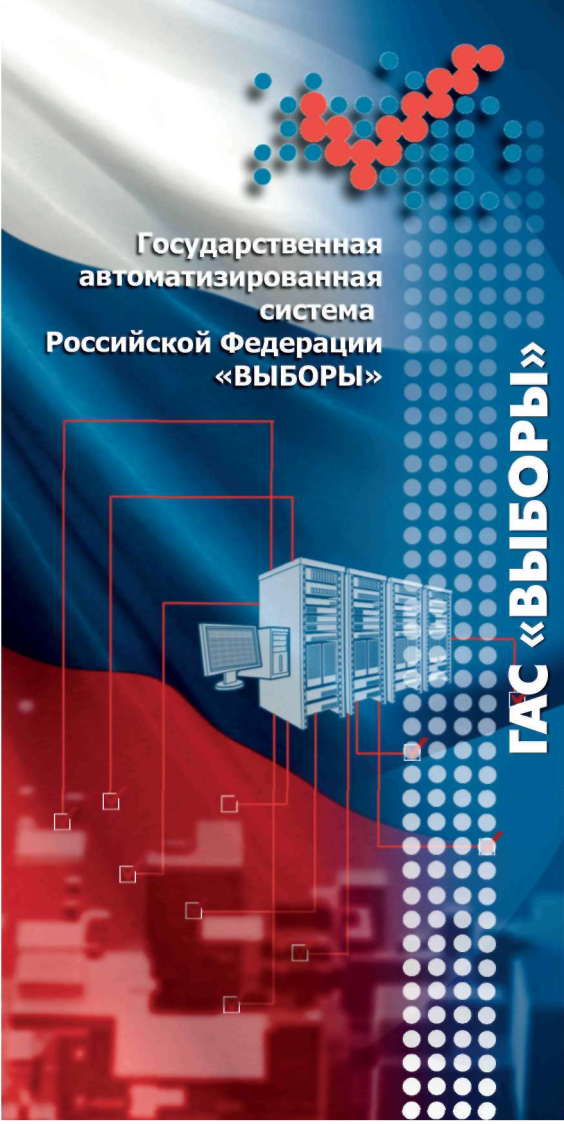 Государственная
автоматизированная
система
Российской Федерации
«ВЫБОРЫ»
ГАС «ВЫБОРЫ»